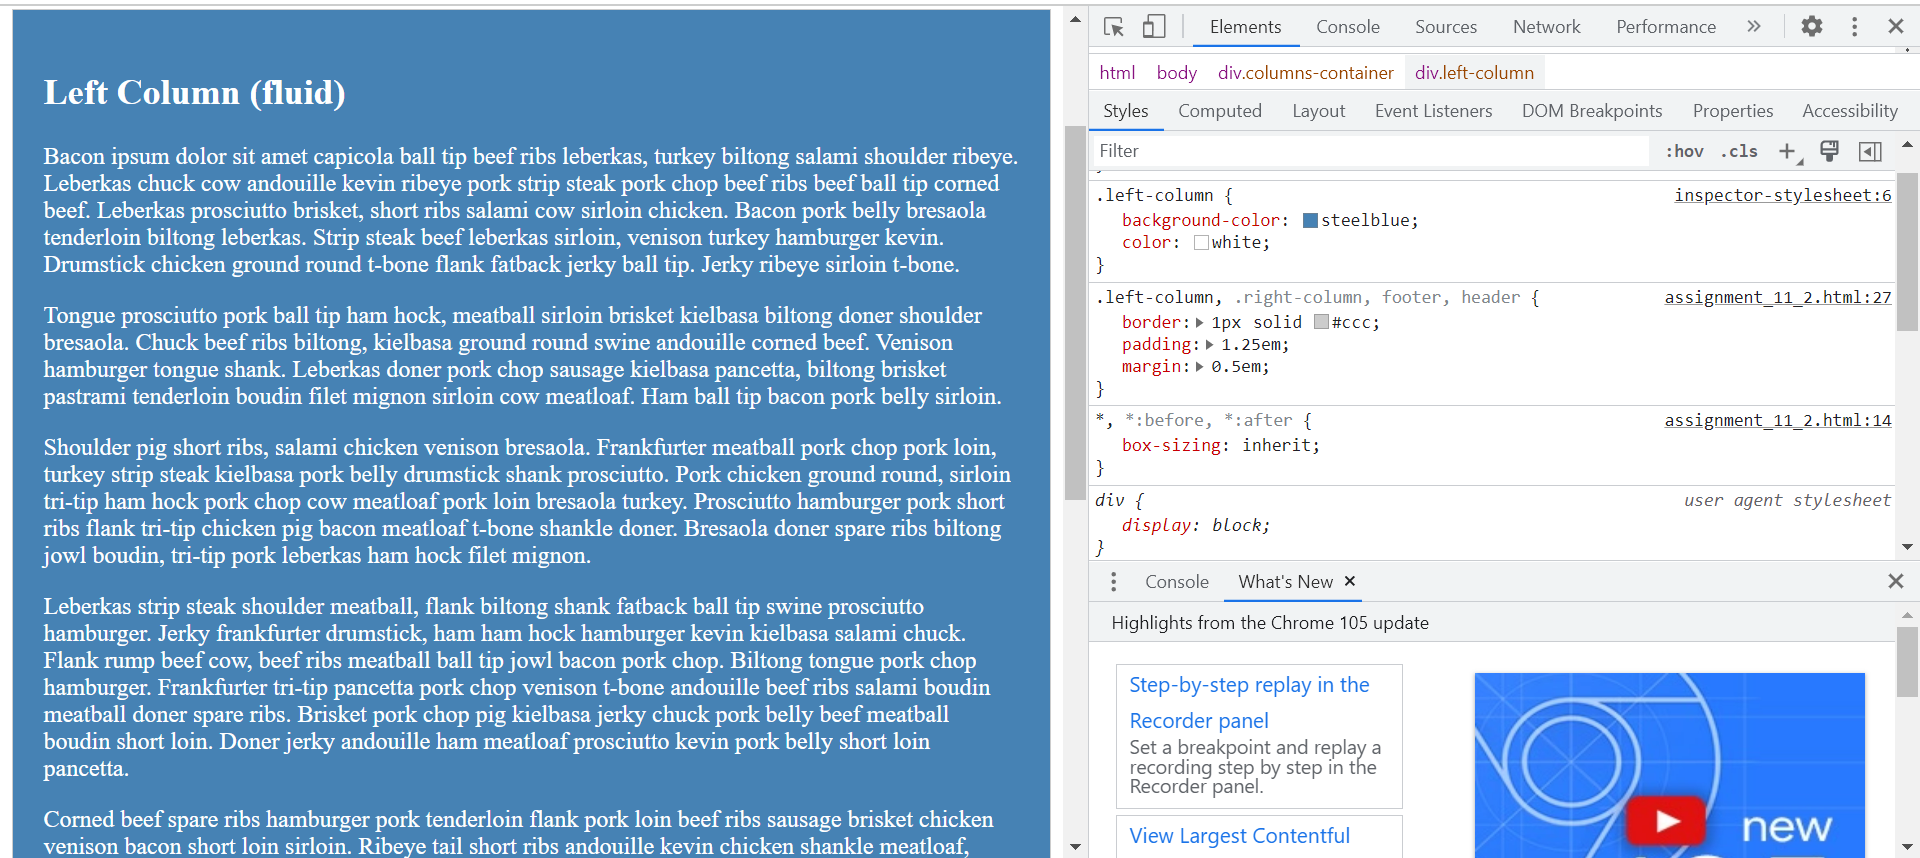 Left Column (fluid)
Bacon ipsum dolor sit amet capicola ball tip beef ribs leberkas, turkey biltong salami shoulder ribeye.
Leberkas chuck cow andouille kevin ribeye pork strip steak pork chop beef ribs beef ball tip corned
beef. Leberkas prosciutto brisket, short ribs salami cow sirloin chicken. Bacon pork belly bresaola
tenderloin biltong leberkas. Strip steak beef leberkas sirloin, venison turkey hamburger kevin.
Drumstick chicken ground round t-bone flank fatback jerky ball tip. Jerky ribeye sirloin t-bone.
Tongue prosciutto pork ball tip ham hock, meatball sirloin brisket kielbasa biltong doner shoulder
bresaola. Chuck beef ribs biltong, kielbasa ground round swine andouille corned beef. Venison
hamburger tongue shank. Leberkas doner pork chop sausage kielbasa pancetta, biltong brisket
pastrami tenderloin boudin filet mignon sirloin cow meatloaf. Ham ball tip bacon pork belly sirloin.
Shoulder pig short ribs, salami chicken venison bresaola. Frankfurter meatball pork chop pork loin,
turkey strip steak kielbasa pork belly drumstick shank prosciutto. Pork chicken ground round, sirloin
tri-tip ham hock pork chop cow meatloaf pork loin bresaola turkey. Prosciutto hamburger pork short
ribs flank tri-tip chicken pig bacon meatloaf t-bone shankle doner. Bresaola doner spare ribs biltong
jowl boudin, tri-tip pork leberkas ham hock filet mignon.
Leberkas strip steak shoulder meatball, flank biltong shank fatback ball tip swine prosciutto
hamburger. Jerky frankfurter drumstick, ham ham hock hamburger kevin kielbasa salami chuck.
Flank rump beef cow, beef ribs meatball ball tip jowl bacon pork chop. Biltong tongue pork chop
hamburger. Frankfurter tri-tip pancetta pork chop venison t-bone andouille beef ribs salami boudin
meatball doner spare ribs. Brisket pork chop pig kielbasa jerky chuck pork belly beef meatball
boudin short loin. Doner jerky andouille ham meatloaf prosciutto kevin pork belly short loin
pancetta.
Corned beef spare ribs hamburger pork tenderloin flank pork loin beef ribs sausage brisket chicken
venison bacon short loin sirloin. Ribeye tail short ribs andouille kevin chicken shankle meatloaf,
Elements Console Sources Network Performance
html body div.columns-container div.left-column
Styles Computed Layout Event Listeners DOM Breakpoints Properties Accessibility
Filter :hov .cls
}
.left-column { inspector-stylesheet:6
background-color: steelblue;
color: white;
}
.left-column, .right-column, footer, header { assignment_11_2.html:27
border: 1px solid #ccc;
padding: 1.25em;
margin: 0.5em;
}
*, *:before, *:after { assignment_11_2.html:14
box-sizing: inherit;
}
div { user agent stylesheet
display: block;
}
Console What's New
Highlights from the Chrome 105 update
Step-by-step replay in the
Recorder panel
Set a breakpoint and replay a
recording step by step in the
Recorder panel.
View Largest Contentful
new